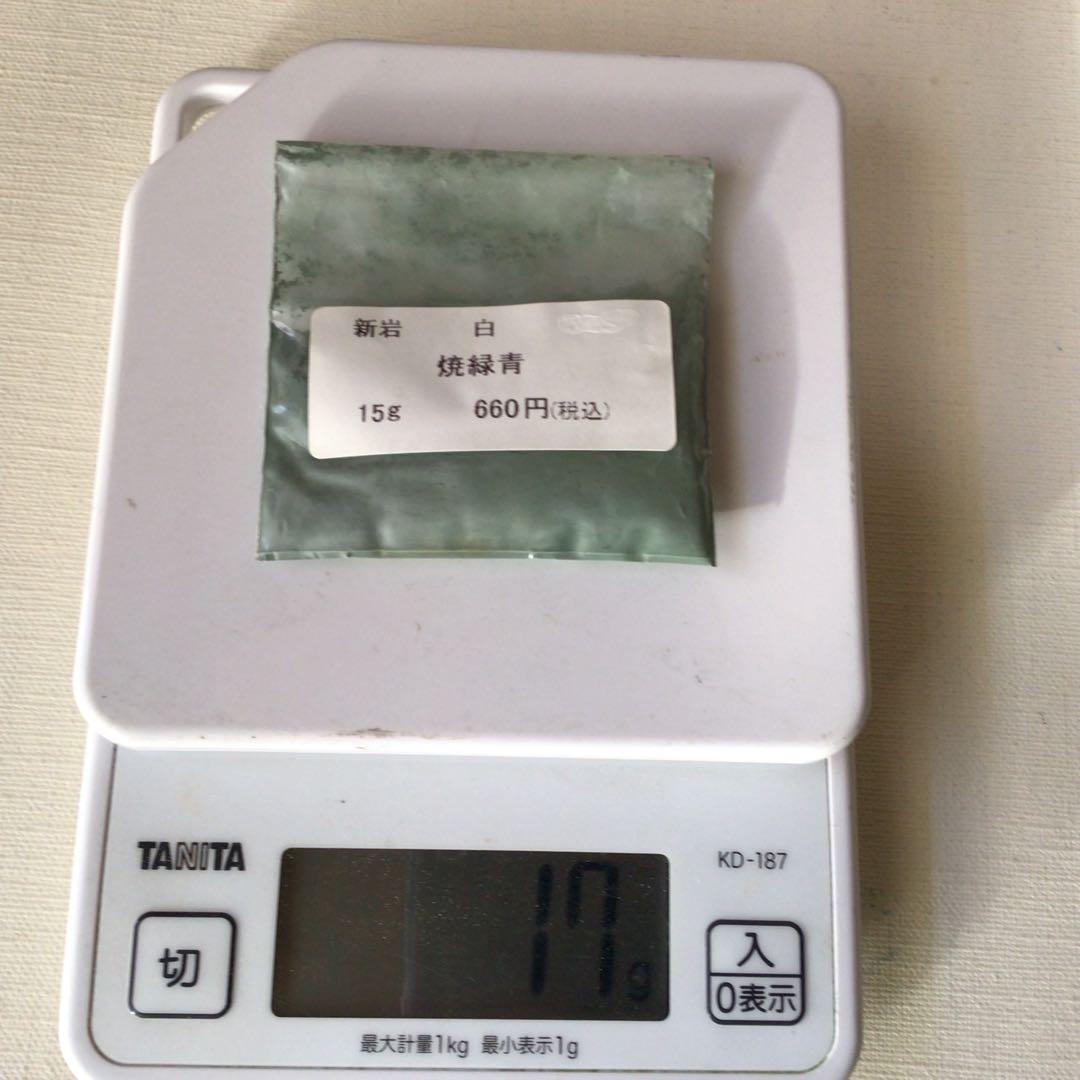 新岩 白
焼緑青
15g 660円(税込)
TANITA
KD-187
17g
切
入
0表示
最大計量1kg 最小表示1g